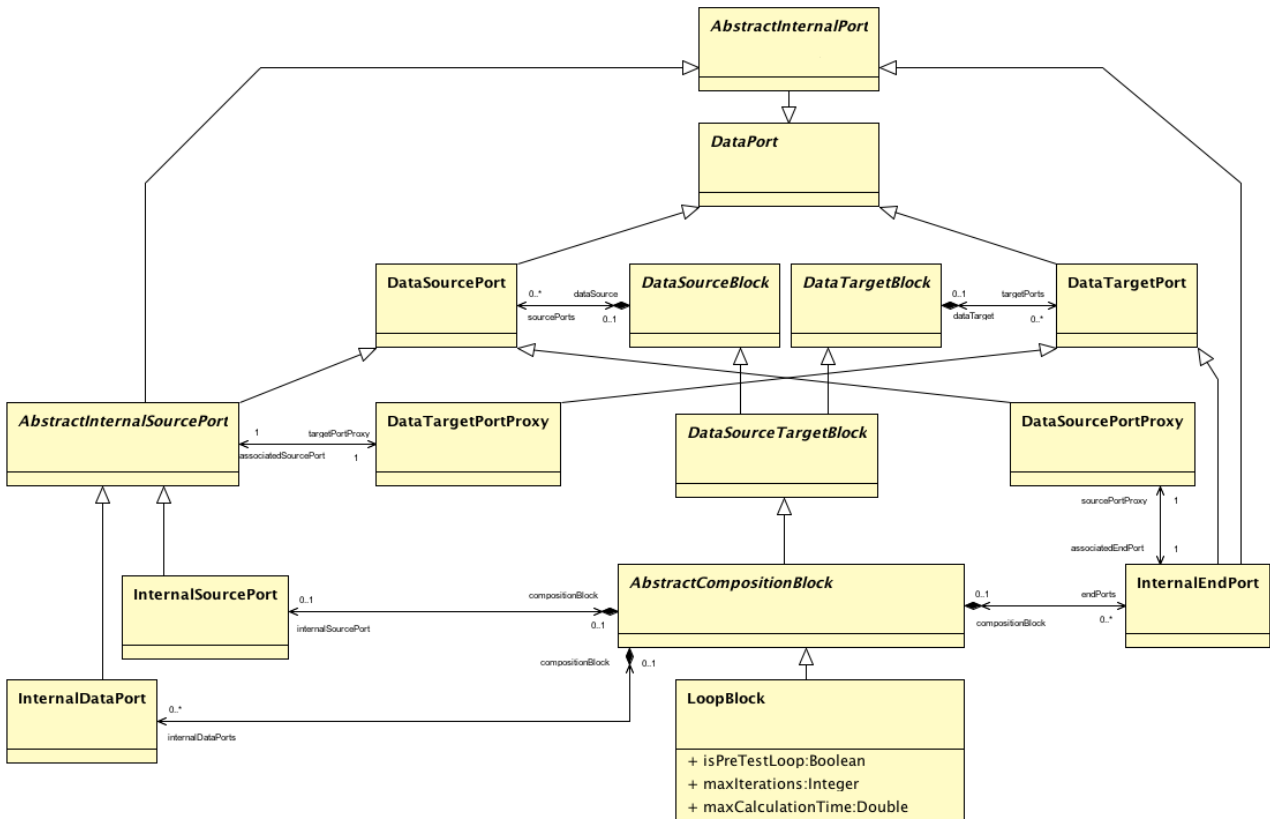 AbstractInternalPort
DataPort
DataSourcePort
0..*
dataSource
sourcePorts
0..1
DataSourceBlock
DataTargetBlock
0..1
targetPorts
dataTarget
0..*
DataTargetPort
AbstractInternalSourcePort
1
targetPortProxy
associatedSourcePort
1
DataTargetPortProxy
DataSourceTargetBlock
DataSourcePortProxy
sourcePortProxy
1
associatedEndPort
1
InternalSourcePort
0..1
compositionBlock
internalSourcePort
0..1
AbstractCompositionBlock
0..1
endPorts
compositionBlock
0..*
InternalEndPort
compositionBlock
0..1
InternalDataPort
0..*
internalDataPorts
LoopBlock
+ isPreTestLoop:Boolean
+ maxIterations:Integer
+ maxCalculationTime:Double